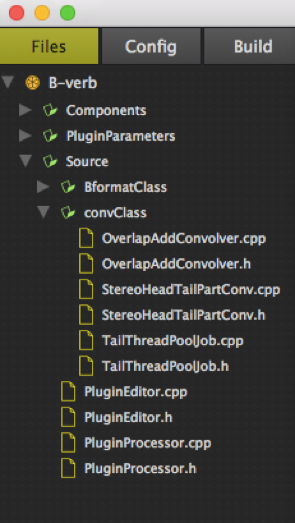 Files Config Build
B-verb
Components
PluginParameters
Source
BformatClass
convClass
OverlapAddConvolver.cpp
OverlapAddConvolver.h
StereoHeadTailPartConv.cpp
StereoHeadTailPartConv.h
TailThreadPoolJob.cpp
TailThreadPoolJob.h
PluginEditor.cpp
PluginEditor.h
PluginProcessor.cpp
PluginProcessor.h